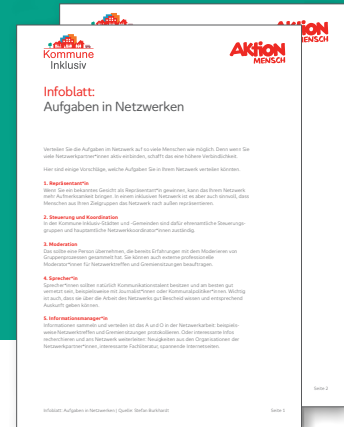 Kommune
Inklusiv
AKTION
MENSCH
AKTION
MENSCH
Infoblatt:
Aufgaben in Netzwerken
Verteilen Sie die Aufgaben im Netzwerk auf so viele Menschen wie möglich. Denn wenn Sie
viele Netzwerkpartner*innen aktiv einbinden, schafft das eine höhere Verbindlichkeit.
Hier sind einige Vorschläge, welche Aufgaben Sie verteilen könnten.
1. Repräsentant*in
Wenn Sie ein bekanntes Gesicht als Repräsentant*in gewinnen, kann das Ihrem Netzwerk
mehr Aufmerksamkeit bringen. In einem inklusiven Netzwerk ist es aber auch sinnvoll, dass
Menschen aus Ihren Zielgruppen das Netzwerk nach außen repräsentieren.
2. Steuerung und Koordination
In den Kommune Inklusiv-Städten und -Gemeinden sind dafür ehrenamtliche Steuerungs-
gruppen und hauptamtliche Netzwerkkoordinator*innen zuständig.
3. Moderation
Das sollte eine Person übernehmen, die bereits Erfahrungen mit dem Moderieren von
Gruppenprozessen gesammelt hat. Sie können auch externe professionelle
Moderator*innen für Netzwerktreffen und Gremiensitzungen beauftragen.
4. Sprecher*in
Sprecher*innen sollten natürlich Kommunikationstalent besitzen und am besten gut
vernetzt sein, beispielsweise mit Journalist*innen oder Kommunalpolitiker*innen. Wichtig
ist auch, dass sie über die Arbeit des Netzwerks gut Bescheid wissen und entsprechend
Auskunft geben können.
5. Informationsmanager*in
Informationen sammeln und verteilen ist das A und O in der Netzwerkarbeit: beispiels-
weise Netzwerktreffen und Gremiensitzungen protokollieren. Oder interessante Infos
recherchieren und ans Netzwerk weiterleiten: Neuigkeiten aus den Organisationen der
Netzwerkpartner*innen, interessante Fachliteratur, spannende Internetseiten.
Infoblatt: Aufgaben in Netzwerken | Quelle: Stefan Burkhardt
Seite 1
Seite 2